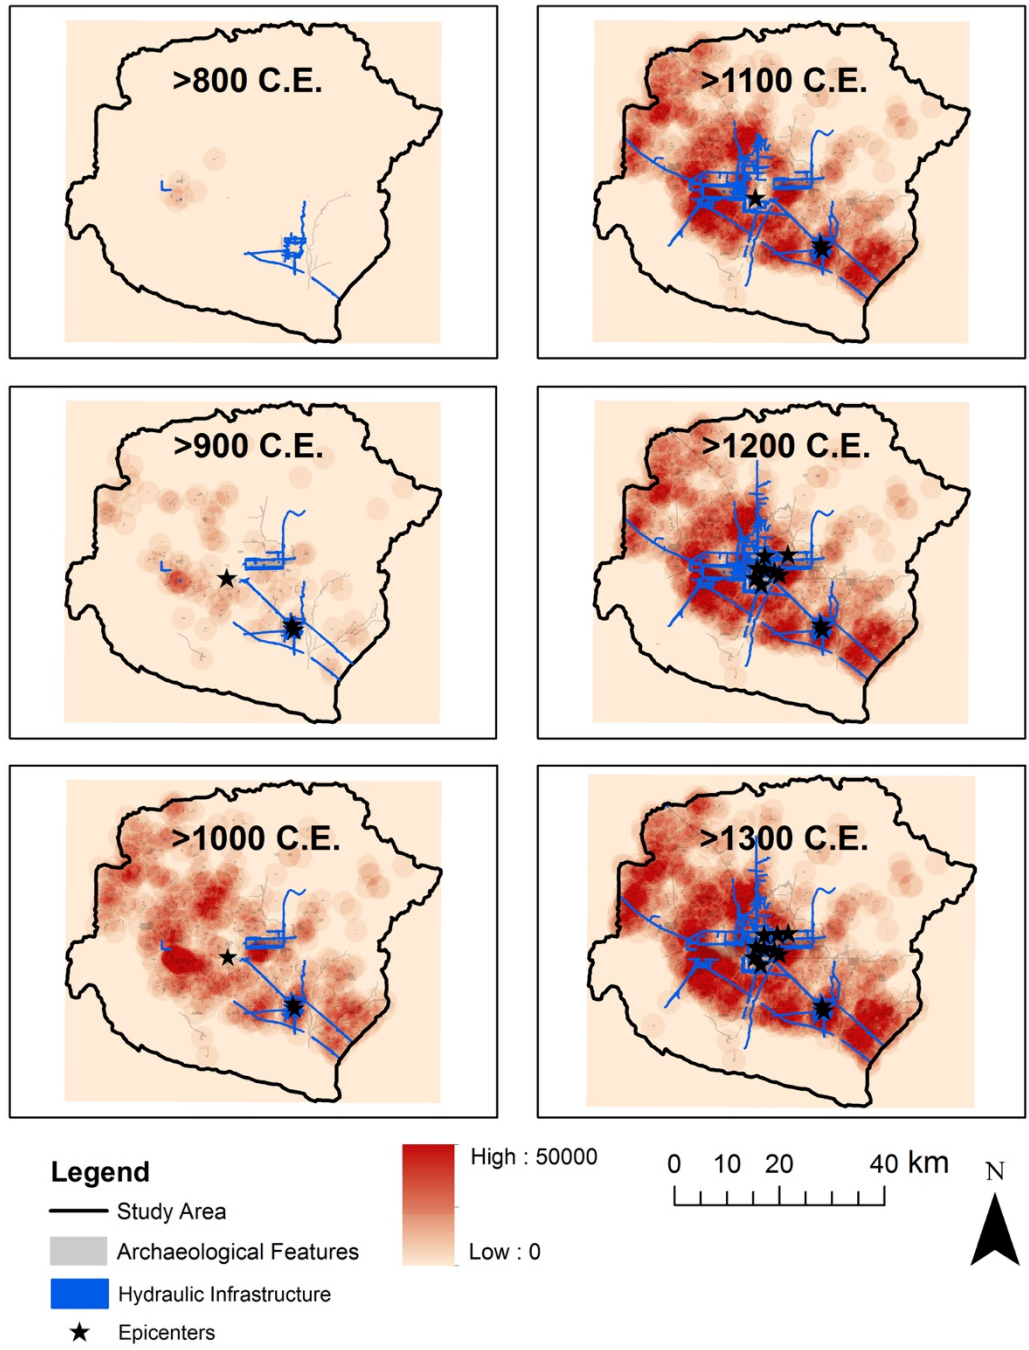 >800 C.E.
>1100 C.E.
>900 C.E.
>1200 C.E.
>1000 C.E.
>1300 C.E.
Legend
Study Area
Archaeological Features
Hydraulic Infrastructure
Epicenters
High : 50000
Low : 0
0 10 20 40 km
N